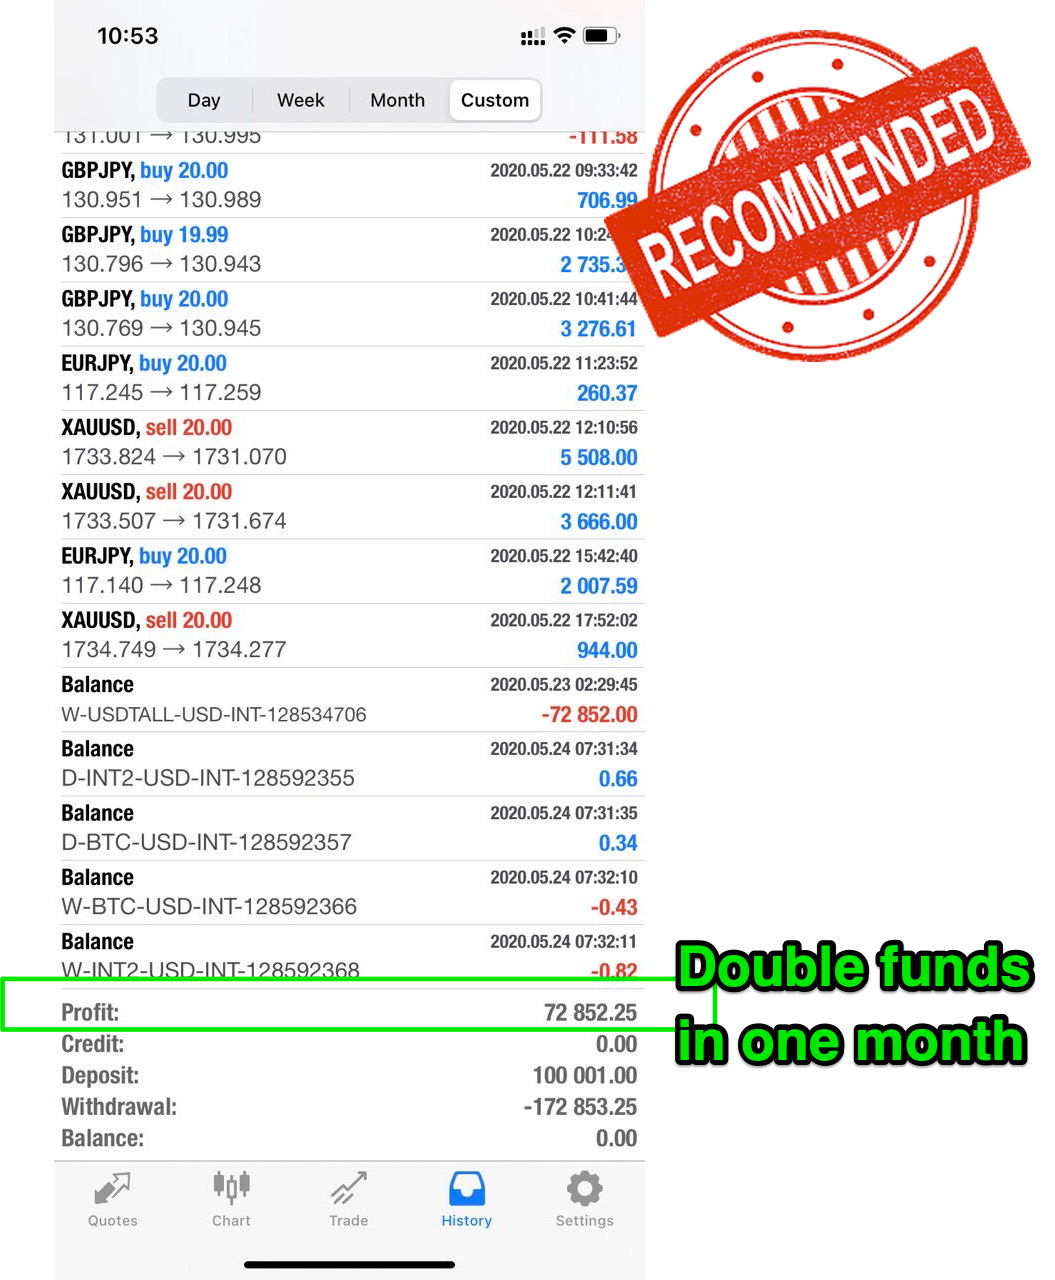 10:53
Day Week Month Custom
131.001 → 130.995 -111.58
GBPJPY, buy 20.00 2020.05.22 09:33:42
130.951 → 130.989 706.99
GBPJPY, buy 19.99 2020.05.22 10:24
130.796 → 130.943 2 735.3
GBPJPY, buy 20.00 2020.05.22 10:41:44
130.769 → 130.945 3 276.61
EURJPY, buy 20.00 2020.05.22 11:23:52
117.245 → 117.259 260.37
XAUUSD, sell 20.00 2020.05.22 12:10:56
1733.824 → 1731.070 5 508.00
XAUUSD, sell 20.00 2020.05.22 12:11:41
1733.507 → 1731.674 3 666.00
EURJPY, buy 20.00 2020.05.22 15:42:40
117.140 → 117.248 2 007.59
XAUUSD, sell 20.00 2020.05.22 17:52:02
1734.749 → 1734.277 944.00
Balance 2020.05.23 02:29:45
W-USDTALL-USD-INT-128534706 -72 852.00
Balance 2020.05.24 07:31:34
D-INT2-USD-INT-128592355 0.66
Balance 2020.05.24 07:31:35
D-BTC-USD-INT-128592357 0.34
Balance 2020.05.24 07:32:10
W-BTC-USD-INT-128592366 -0.43
Balance 2020.05.24 07:32:11
W-INT2-USD-INT-128592368 -0.82
Profit: 72 852.25
Credit: 0.00
Deposit: 100 001.00
Withdrawal: -172 853.25
Balance: 0.00
Quotes Chart Trade History Settings
RECOMMENDED
Double funds
in one month